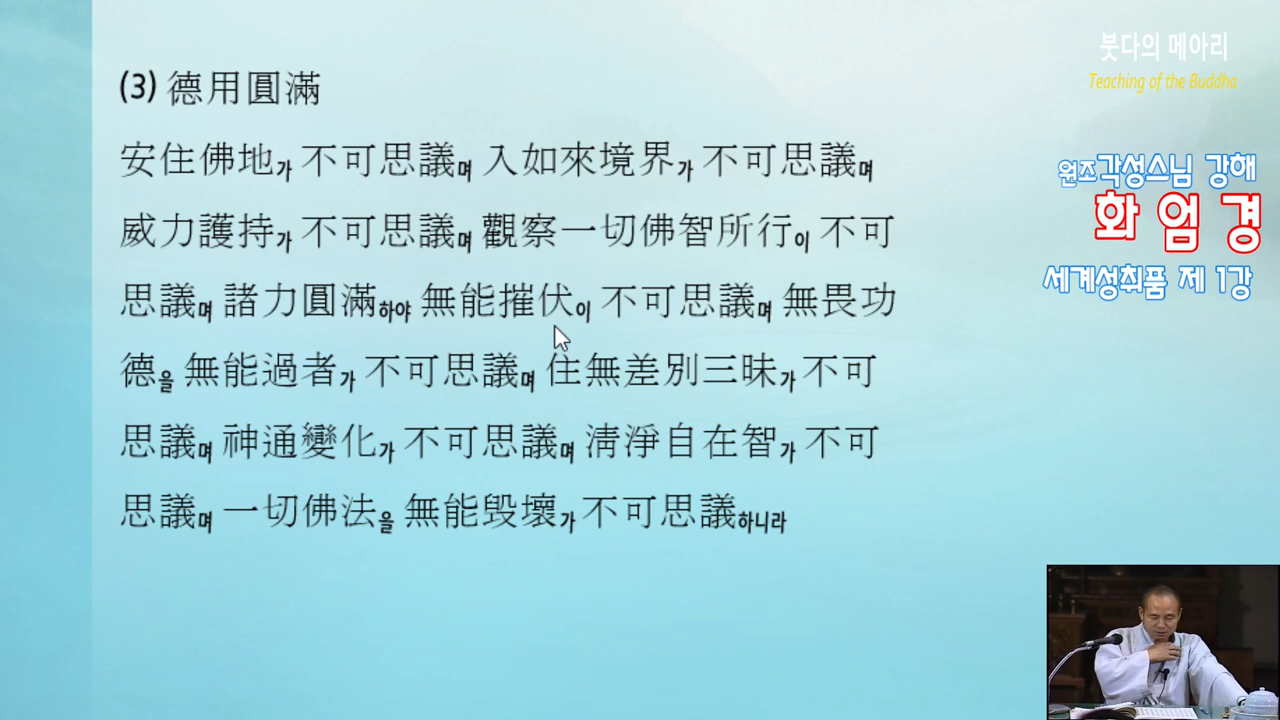 (3) 德用圓滿
安住佛地가 不可思議며 入如來境界가 不可思議며
威力護持가 不可思議며 觀察一切佛智所行이 不可
思議며 諸力圓滿하야 無能摧伏이 不可思議며 無畏功
德을 無能過者가 不可思議며 住無差別三昧가 不可
思議며 神通變化가 不可思議며 淸淨自在智가 不可
思議며 一切佛法을 無能毁壞가 不可思議하니라
붓다의 메아리
Teaching of the Buddha
원조각성스님 강해
화엄경
세계성취품 제 1강